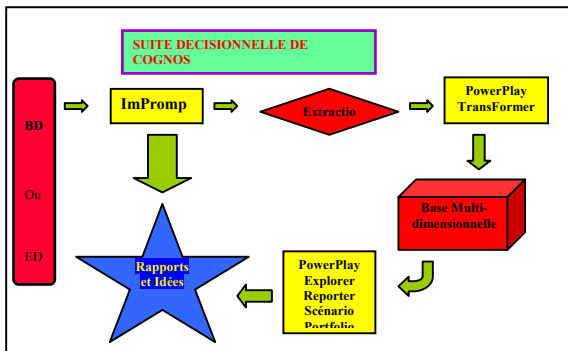 SUITE DECISIONNELLE DE
COGNOS
BD
Ou
ED
ImPromp
Extractio
PowerPlay
TransFormer
Base Multi-
dimensionnelle
PowerPlay
Explorer
Reporter
Scénario
Portfolio
Rapports
et Idées